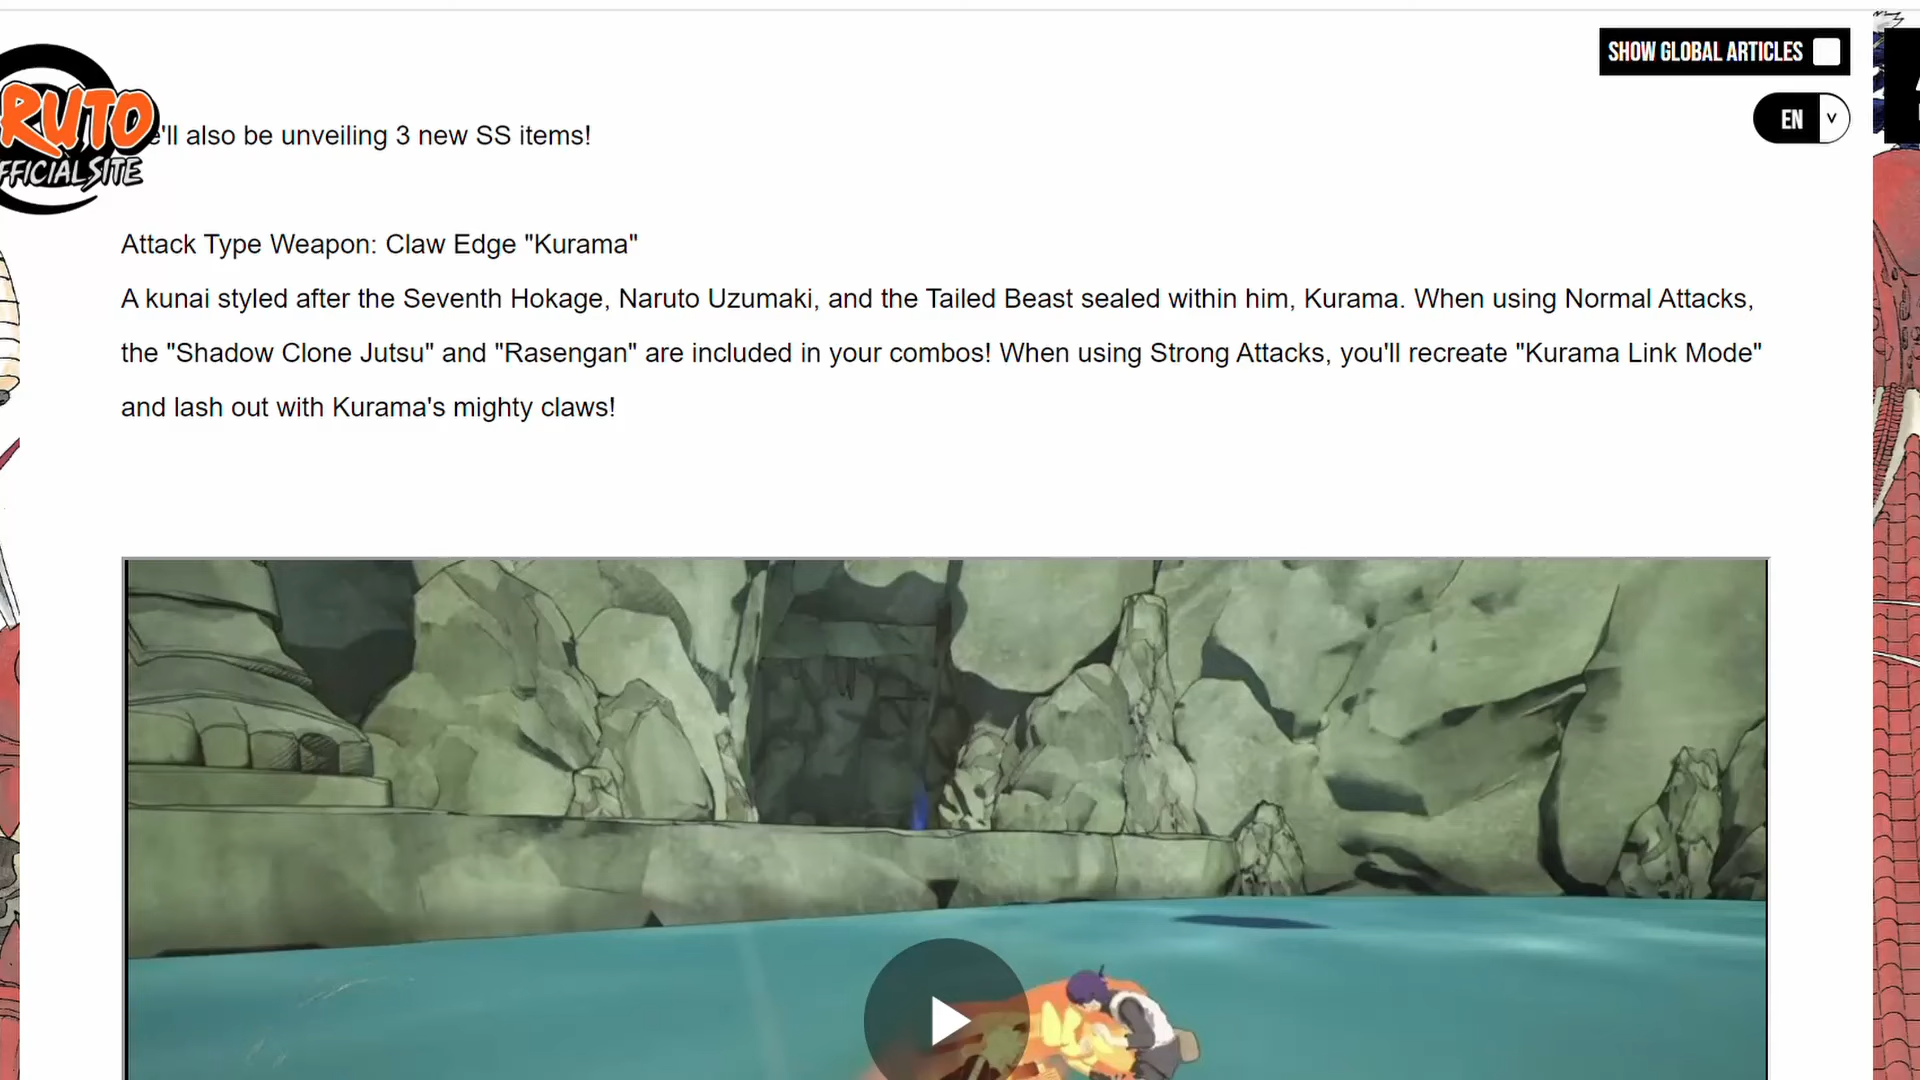 SHOW GLOBAL ARTICLES
EN
RUTO
OFFICIAL SITE
e'll also be unveiling 3 new SS items!
Attack Type Weapon: Claw Edge "Kurama"
A kunai styled after the Seventh Hokage, Naruto Uzumaki, and the Tailed Beast sealed within him, Kurama. When using Normal Attacks,
the "Shadow Clone Jutsu" and "Rasengan" are included in your combos! When using Strong Attacks, you'll recreate "Kurama Link Mode"
and lash out with Kurama's mighty claws!